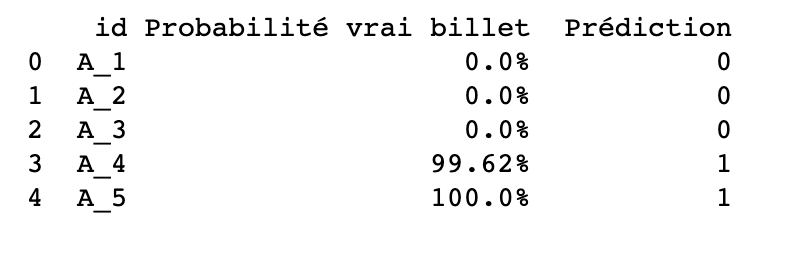 id Probabilité vrai billet Prédiction
0 A_1 0.0% 0
1 A_2 0.0% 0
2 A_3 0.0% 0
3 A_4 99.62% 1
4 A_5 100.0% 1